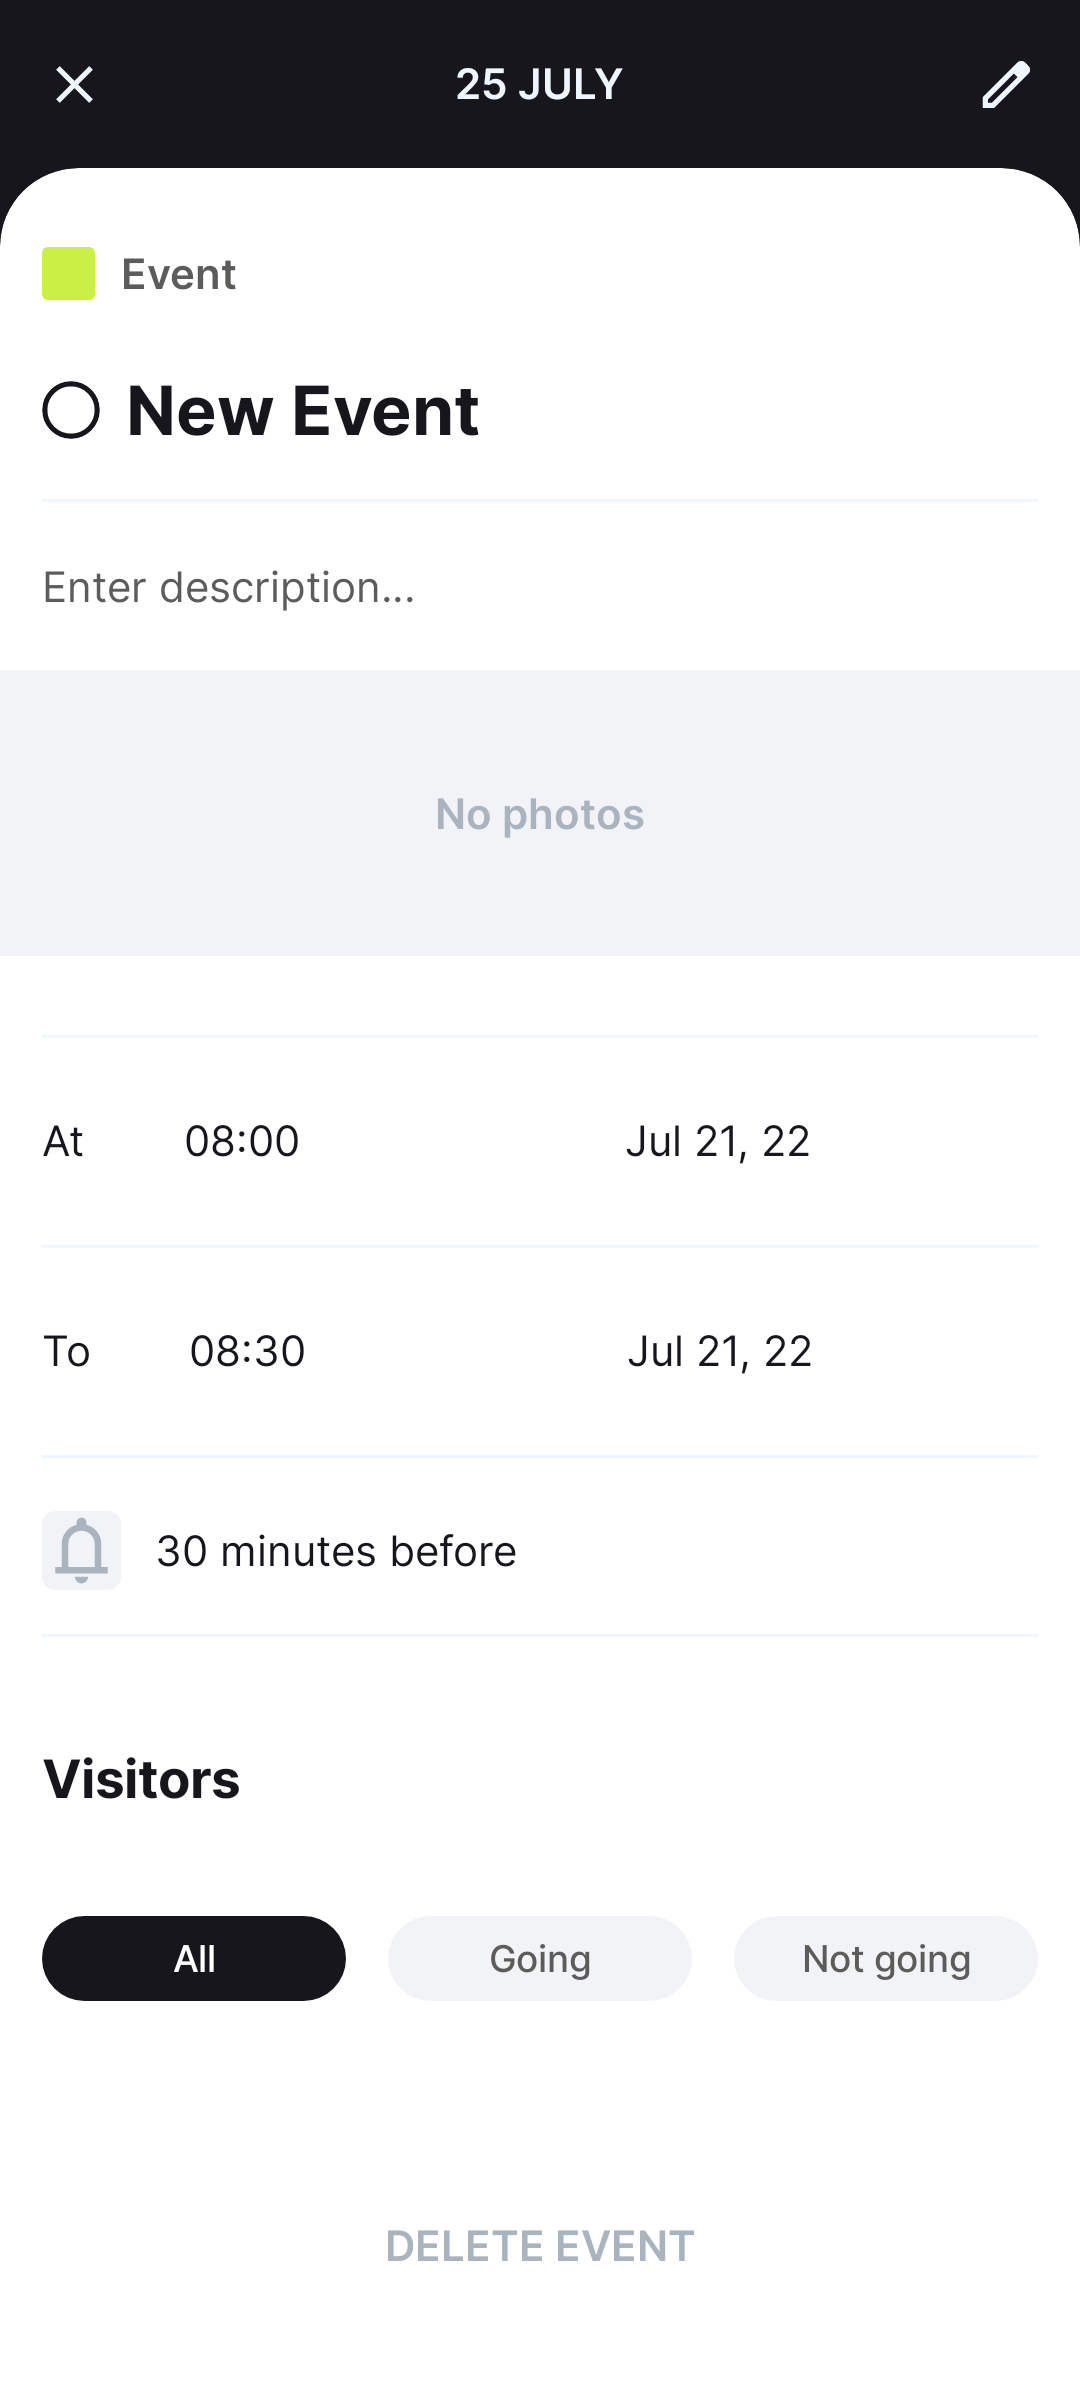 25 JULY
Event
New Event
Enter description...
No photos
At 08:00 Jul 21, 22
To 08:30 Jul 21, 22
30 minutes before
Visitors
All Going Not going
DELETE EVENT